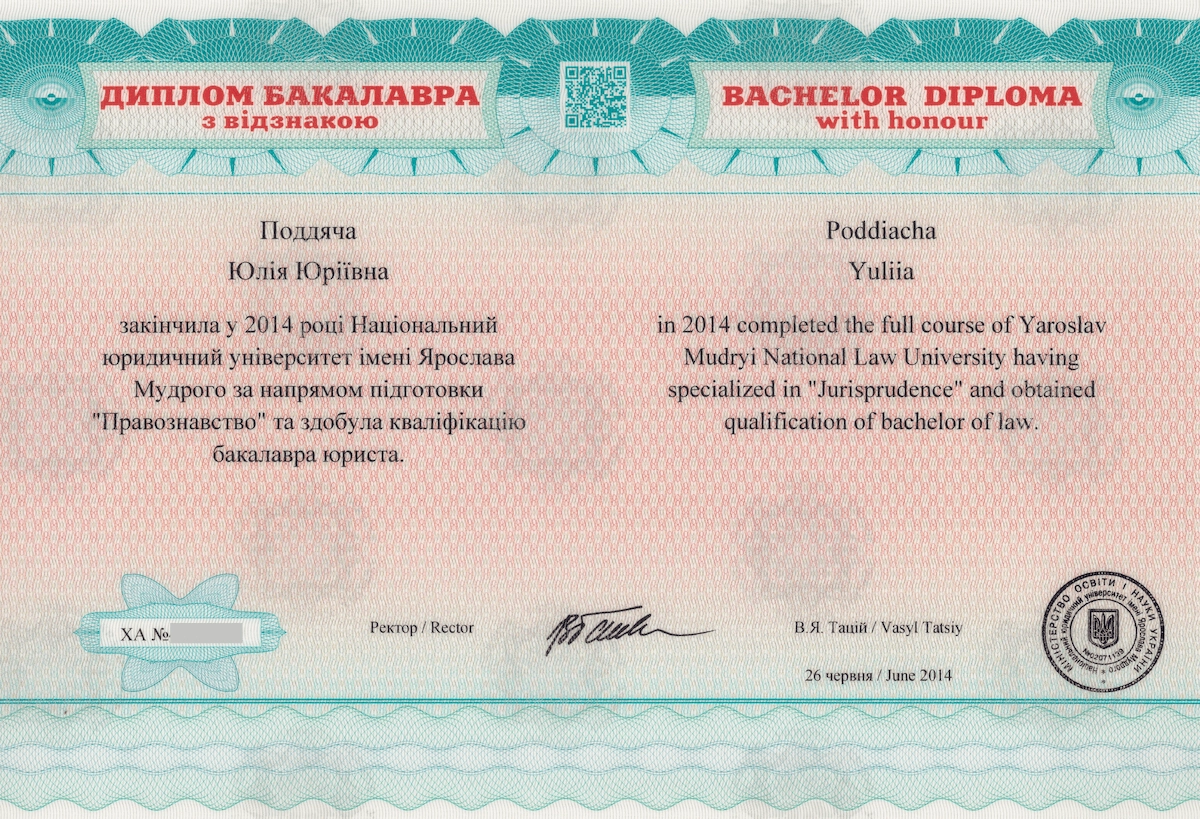 ДИПЛОМ БАКАЛАВРА
з відзнакою
Поддяча
Юлія Юріївна
закінчила у 2014 році Національний
юридичний університет імені Ярослава
Мудрого за напрямом підготовки
"Правознавство" та здобула кваліфікацію
бакалавра юриста.
BACHELOR DIPLOMA
with honour
Poddiacha
Yuliia
in 2014 completed the full course of Yaroslav
Mudryi National Law University having
specialized in "Jurisprudence" and obtained
qualification of bachelor of law.
ХА №
Ректор / Rector
В.Я. Тацій / Vasyl Tatsiy
26 червня / June 2014
МІНІСТЕРСТВО ОСВІТИ І НАУКИ УКРАЇНИ
Національний юридичний університет імені Ярослава Мудрого
№02071139